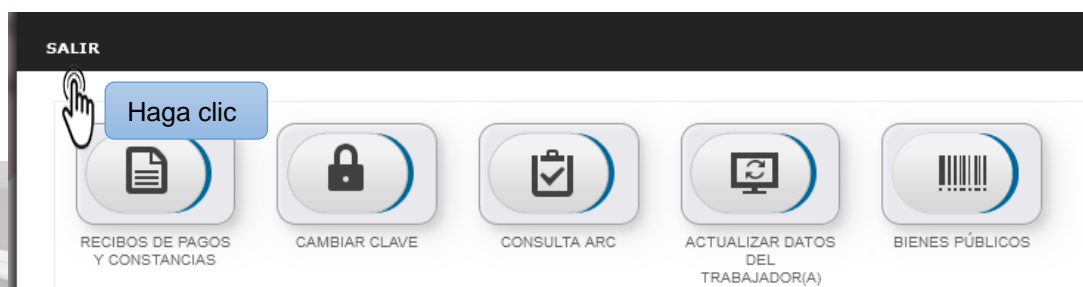 SALIR
Haga clic
RECIBOS DE PAGOS
Y CONSTANCIAS
CAMBIAR CLAVE
CONSULTA ARC
ACTUALIZAR DATOS
DEL
TRABAJADOR(A)
BIENES PÚBLICOS